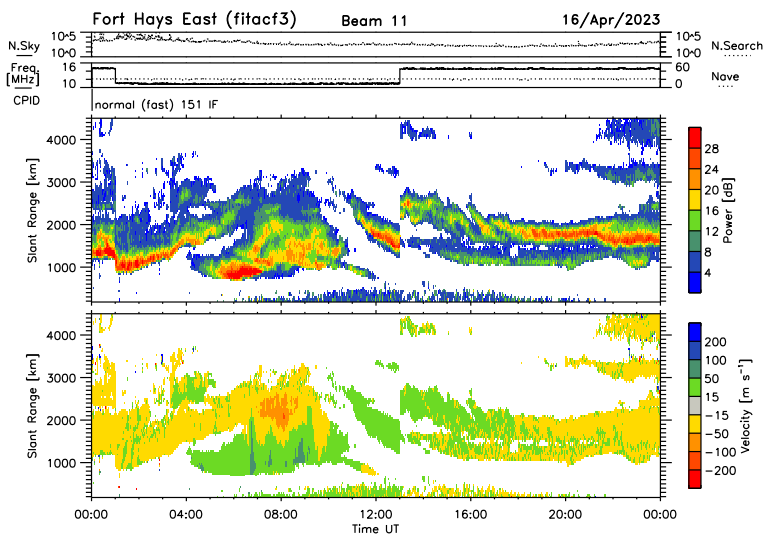 Fort Hays East (fitacf3) Beam 11 16/Apr/2023
N.Sky 10^5 10^0 10^5 10^0 N.Search
Freq. [MHz] 16 10 60 0 Nave
CPID normal (fast) 151 IF
Slant Range [km] 4000 3000 2000 1000
Power [dB] 28 24 20 16 12 8 4
Slant Range [km] 4000 3000 2000 1000
Velocity [m s⁻¹] 200 100 50 15 −15 −50 −100 −200
00:00 04:00 08:00 12:00 16:00 20:00 00:00
Time UT